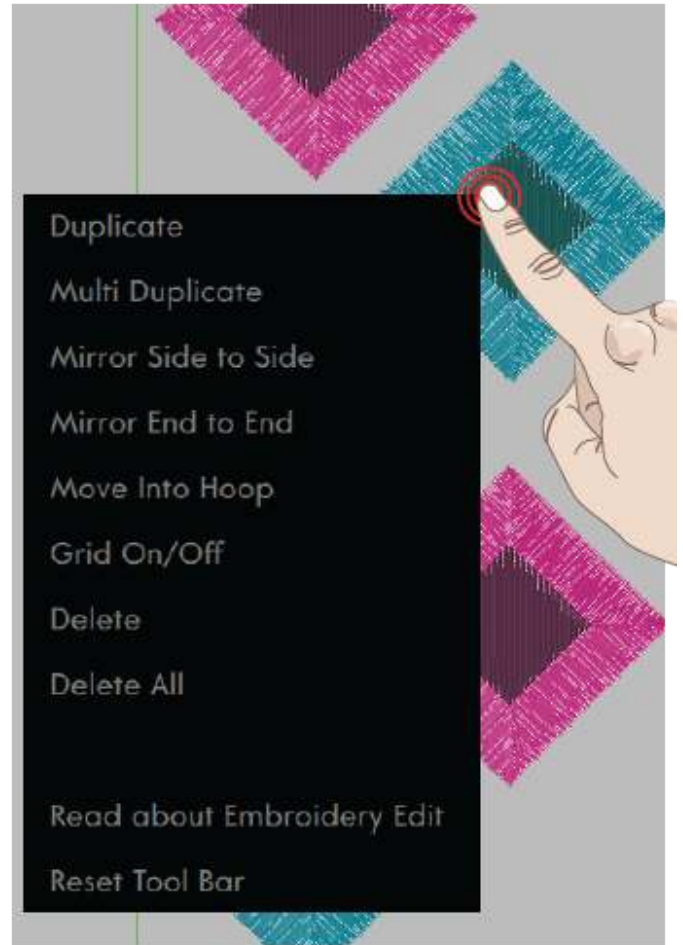 Duplicate
Multi Duplicate
Mirror Side to Side
Mirror End to End
Move Into Hoop
Grid On/Off
Delete
Delete All
Read about Embroidery Edit
Reset Tool Bar